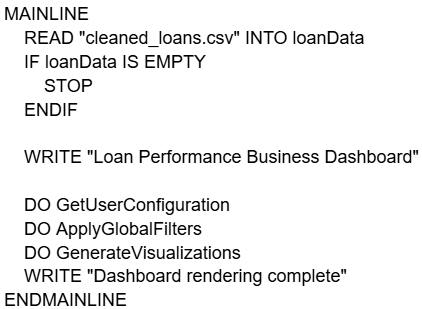 MAINLINE
READ "cleaned_loans.csv" INTO loanData
IF loanData IS EMPTY
STOP
ENDIF
WRITE "Loan Performance Business Dashboard"
DO GetUserConfiguration
DO ApplyGlobalFilters
DO GenerateVisualizations
WRITE "Dashboard rendering complete"
ENDMAINLINE